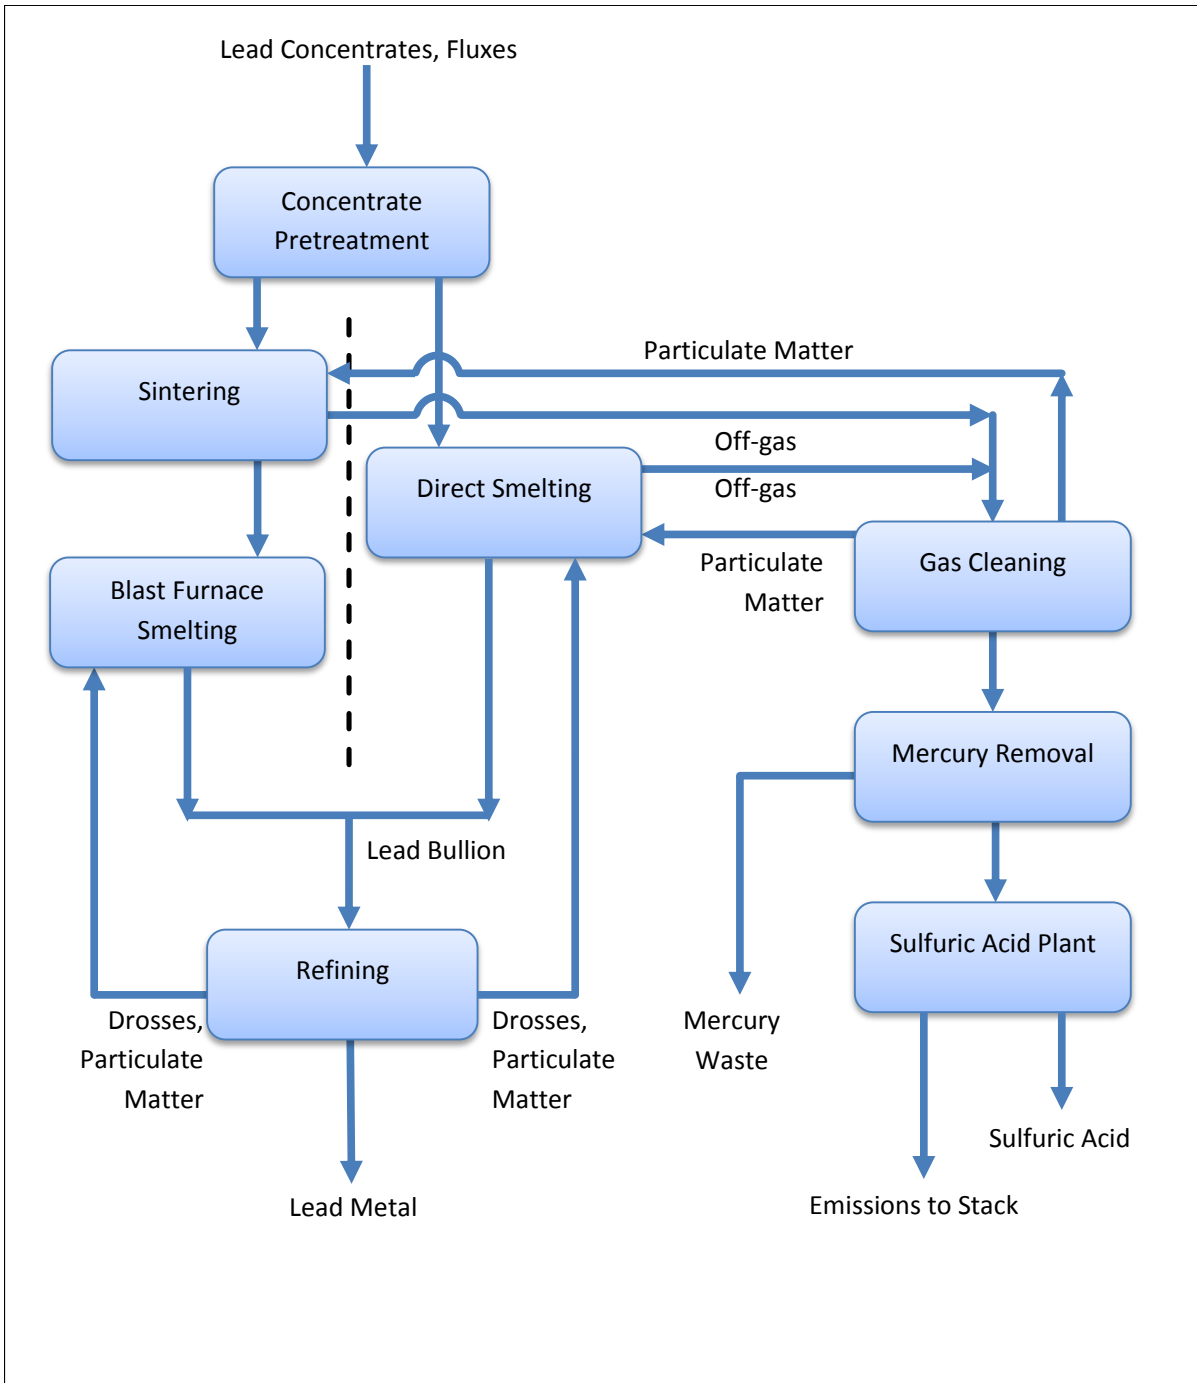 Lead Concentrates, Fluxes
Concentrate
Pretreatment
Particulate Matter
Sintering
Off-gas
Direct Smelting
Off-gas
Particulate
Matter
Gas Cleaning
Blast Furnace
Smelting
Mercury Removal
Lead Bullion
Sulfuric Acid Plant
Refining
Drosses,
Particulate
Matter
Drosses,
Particulate
Matter
Mercury
Waste
Sulfuric Acid
Lead Metal
Emissions to Stack